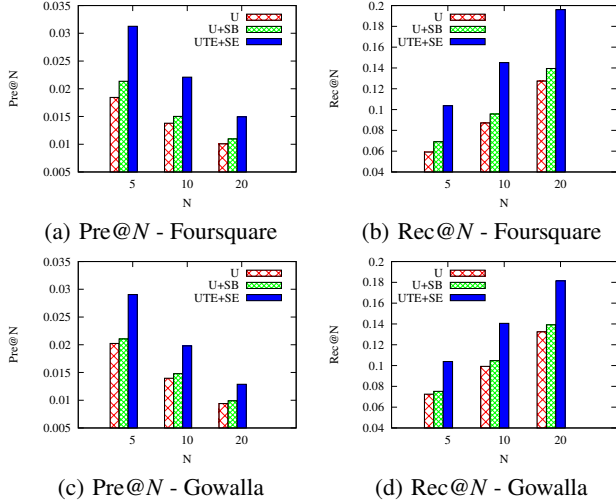 0.035
0.03
0.025
0.02
0.015
0.01
0.005
Pre@N
5 10 20
N
U
U+SB
UTE+SE
(a) Pre@N - Foursquare
0.2
0.18
0.16
0.14
0.12
0.1
0.08
0.06
0.04
Rec@N
5 10 20
N
U
U+SB
UTE+SE
(b) Rec@N - Foursquare
0.035
0.03
0.025
0.02
0.015
0.01
0.005
Pre@N
5 10 20
N
U
U+SB
UTE+SE
(c) Pre@N - Gowalla
0.2
0.18
0.16
0.14
0.12
0.1
0.08
0.06
0.04
Rec@N
5 10 20
N
U
U+SB
UTE+SE
(d) Rec@N - Gowalla